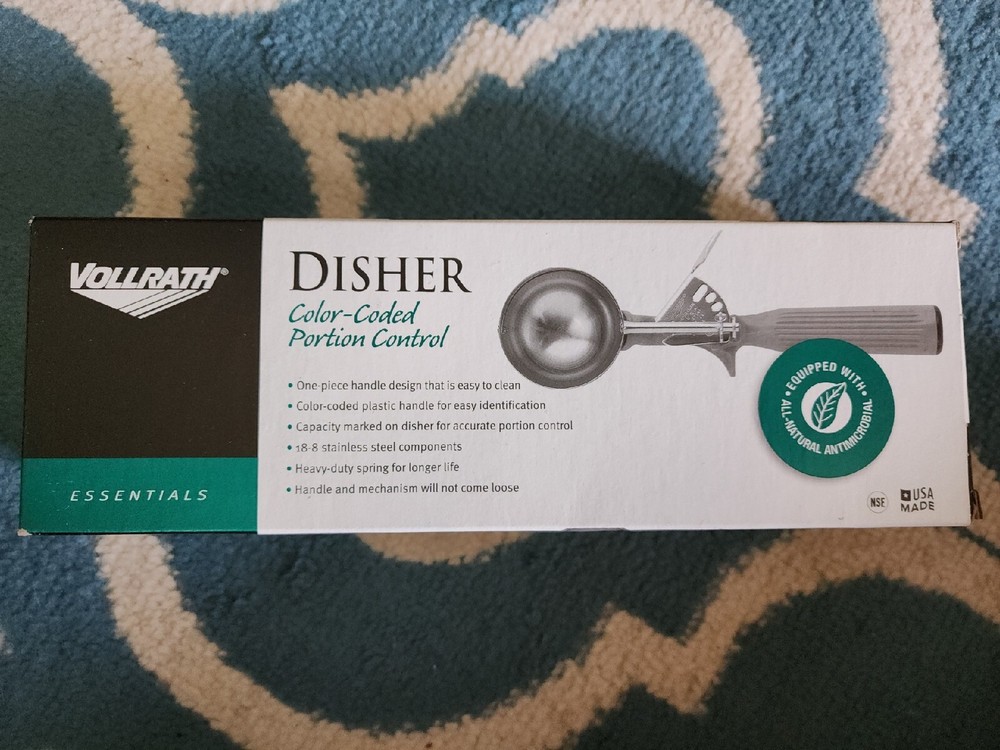 VOLLRATH®
ESSENTIALS
DISHER
Color-Coded
Portion Control
• One-piece handle design that is easy to clean
• Color-coded plastic handle for easy identification
• Capacity marked on disher for accurate portion control
• 18-8 stainless steel components
• Heavy-duty spring for longer life
• Handle and mechanism will not come loose
• EQUIPPED WITH •
ALL-NATURAL ANTIMICROBIAL
NSF
USA
MADE